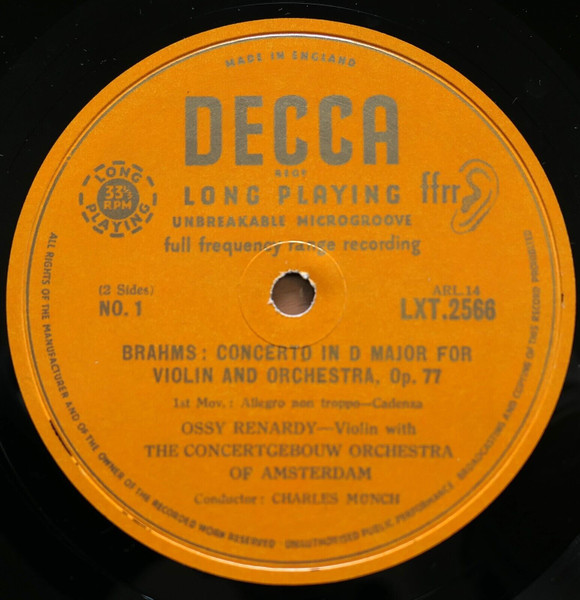 MADE IN ENGLAND
DECCA
REGD
LONG PLAYING
UNBREAKABLE MICROGROOVE
full frequency range recording
LONG
33⅓
RPM
PLAYING
ffrr
(2 Sides)
NO. 1
ARL.14
LXT.2566
BRAHMS: CONCERTO IN D MAJOR FOR
VIOLIN AND ORCHESTRA, Op. 77
1st Mov.: Allegro non troppo—Cadenza
OSSY RENARDY—Violin with
THE CONCERTGEBOUW ORCHESTRA
OF AMSTERDAM
Conductor: CHARLES MÜNCH
ALL RIGHTS OF THE MANUFACTURER AND OF THE OWNER OF THE RECORDED WORK RESERVED · UNAUTHORISED PUBLIC PERFORMANCE · BROADCASTING AND COPYING OF THIS RECORD PROHIBITED